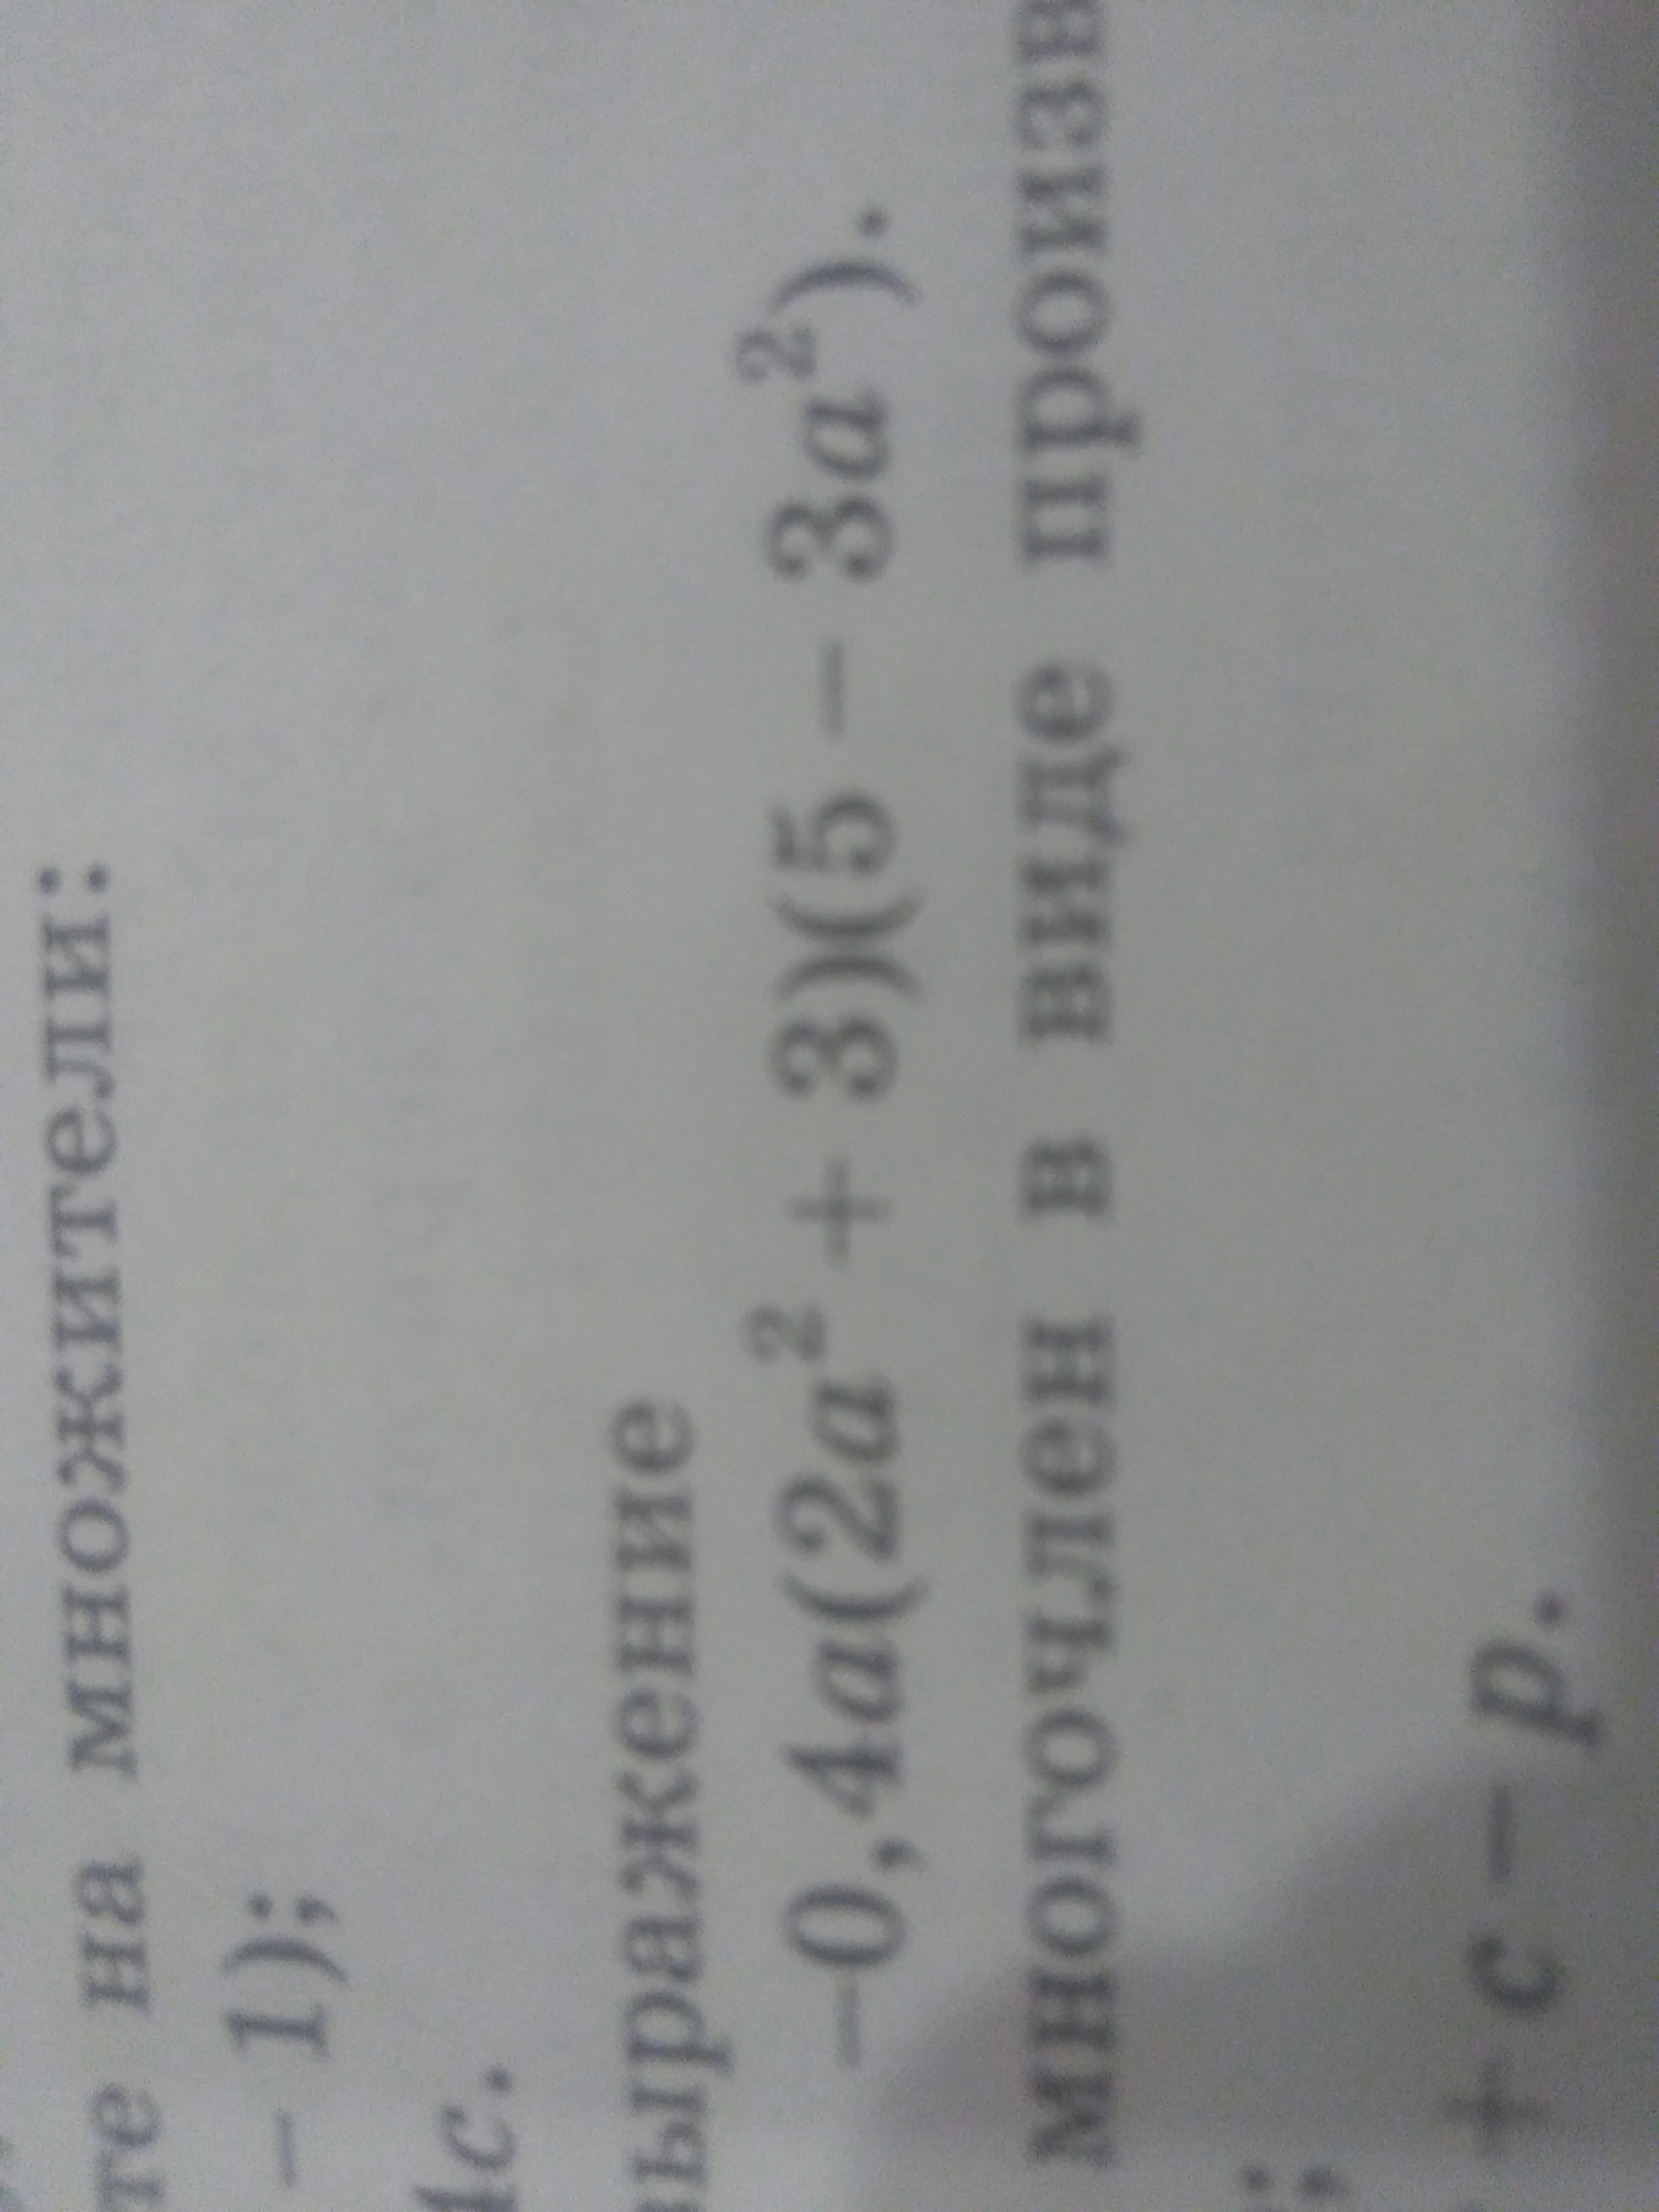 те на множители:
– 1);
4c.
выражение
–0,4a(2a² + 3)(5 – 3a²).
многочлен в виде произв
;
+ c – p.